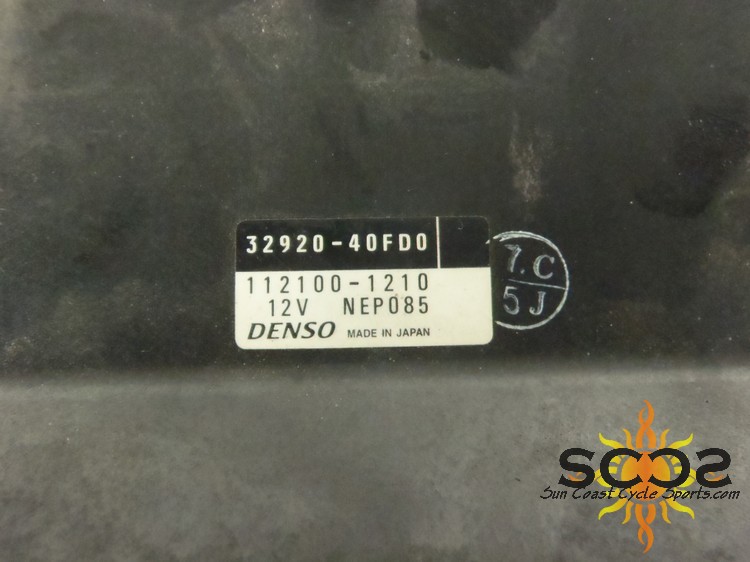 32920-40FD0
112100-1210
12V NEP085
DENSO MADE IN JAPAN
7.C
5J
SCCS
Sun Coast Cycle Sports.com